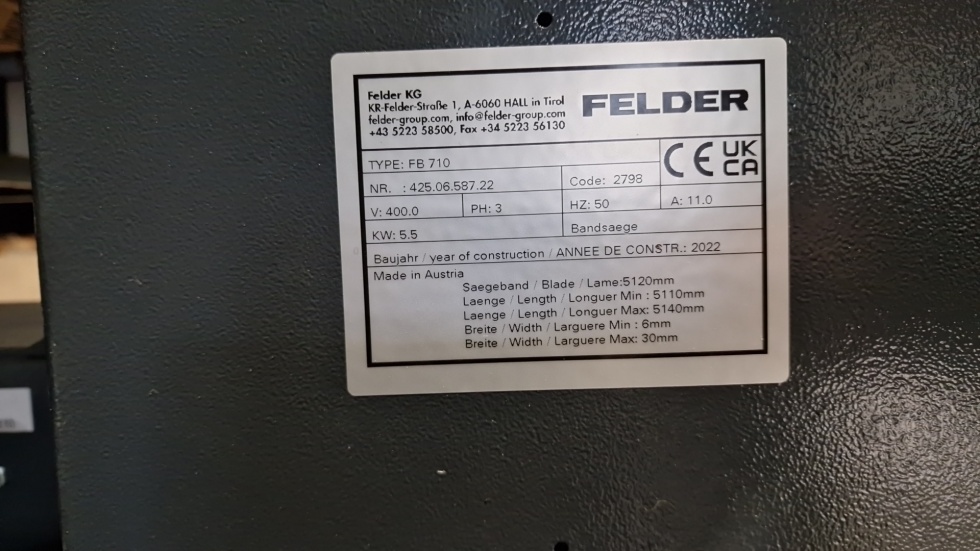 Felder KG
KR-Felder-Straße 1, A-6060 HALL in Tirol
felder-group.com, info@felder-group.com
+43 5223 58500, Fax +34 5223 56130
FELDER
TYPE: FB 710
CE UKCA
NR. : 425.06.587.22
Code: 2798
V: 400.0
PH: 3
HZ: 50
A: 11.0
KW: 5.5
Bandsaege
Baujahr / year of construction / ANNEE DE CONSTR.: 2022
Made in Austria
Saegeband / Blade / Lame:5120mm
Laenge / Length / Longuer Min : 5110mm
Laenge / Length / Longuer Max: 5140mm
Breite / Width / Larguere Min : 6mm
Breite / Width / Larguere Max: 30mm